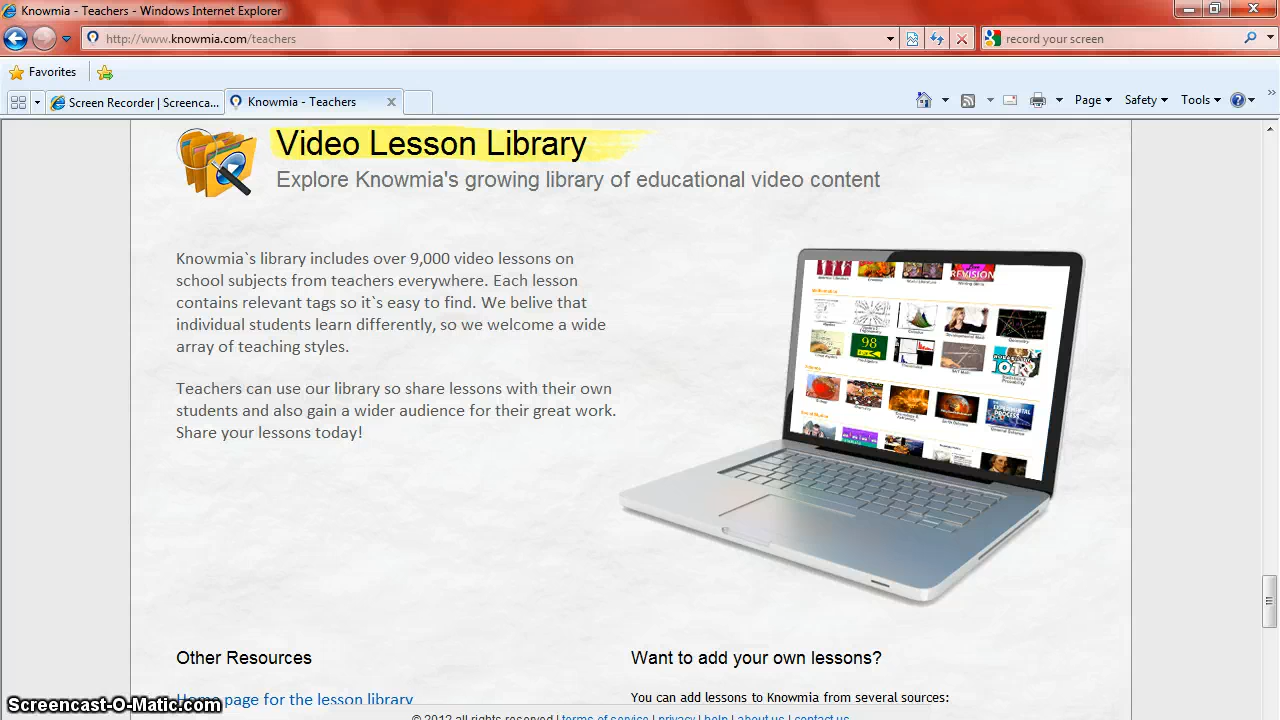 Knowmia - Teachers - Windows Internet Explorer
http://www.knowmia.com/teachers
record your screen
Favorites
Screen Recorder | Screenca...
Knowmia - Teachers
Page
Safety
Tools
Video Lesson Library
Explore Knowmia's growing library of educational video content
Knowmia`s library includes over 9,000 video lessons on
school subjects from teachers everywhere. Each lesson
contains relevant tags so it`s easy to find. We belive that
individual students learn differently, so we welcome a wide
array of teaching styles.
Teachers can use our library so share lessons with their own
students and also gain a wider audience for their great work.
Share your lessons today!
REVISION
98
101
EXPERIMENTAL
PROCESS
Other Resources
Want to add your own lessons?
Home page for the lesson library
You can add lessons to Knowmia from several sources:
© 2012 all rights reserved | terms of service | privacy | help | about us | contact us
Screencast-O-Matic.com